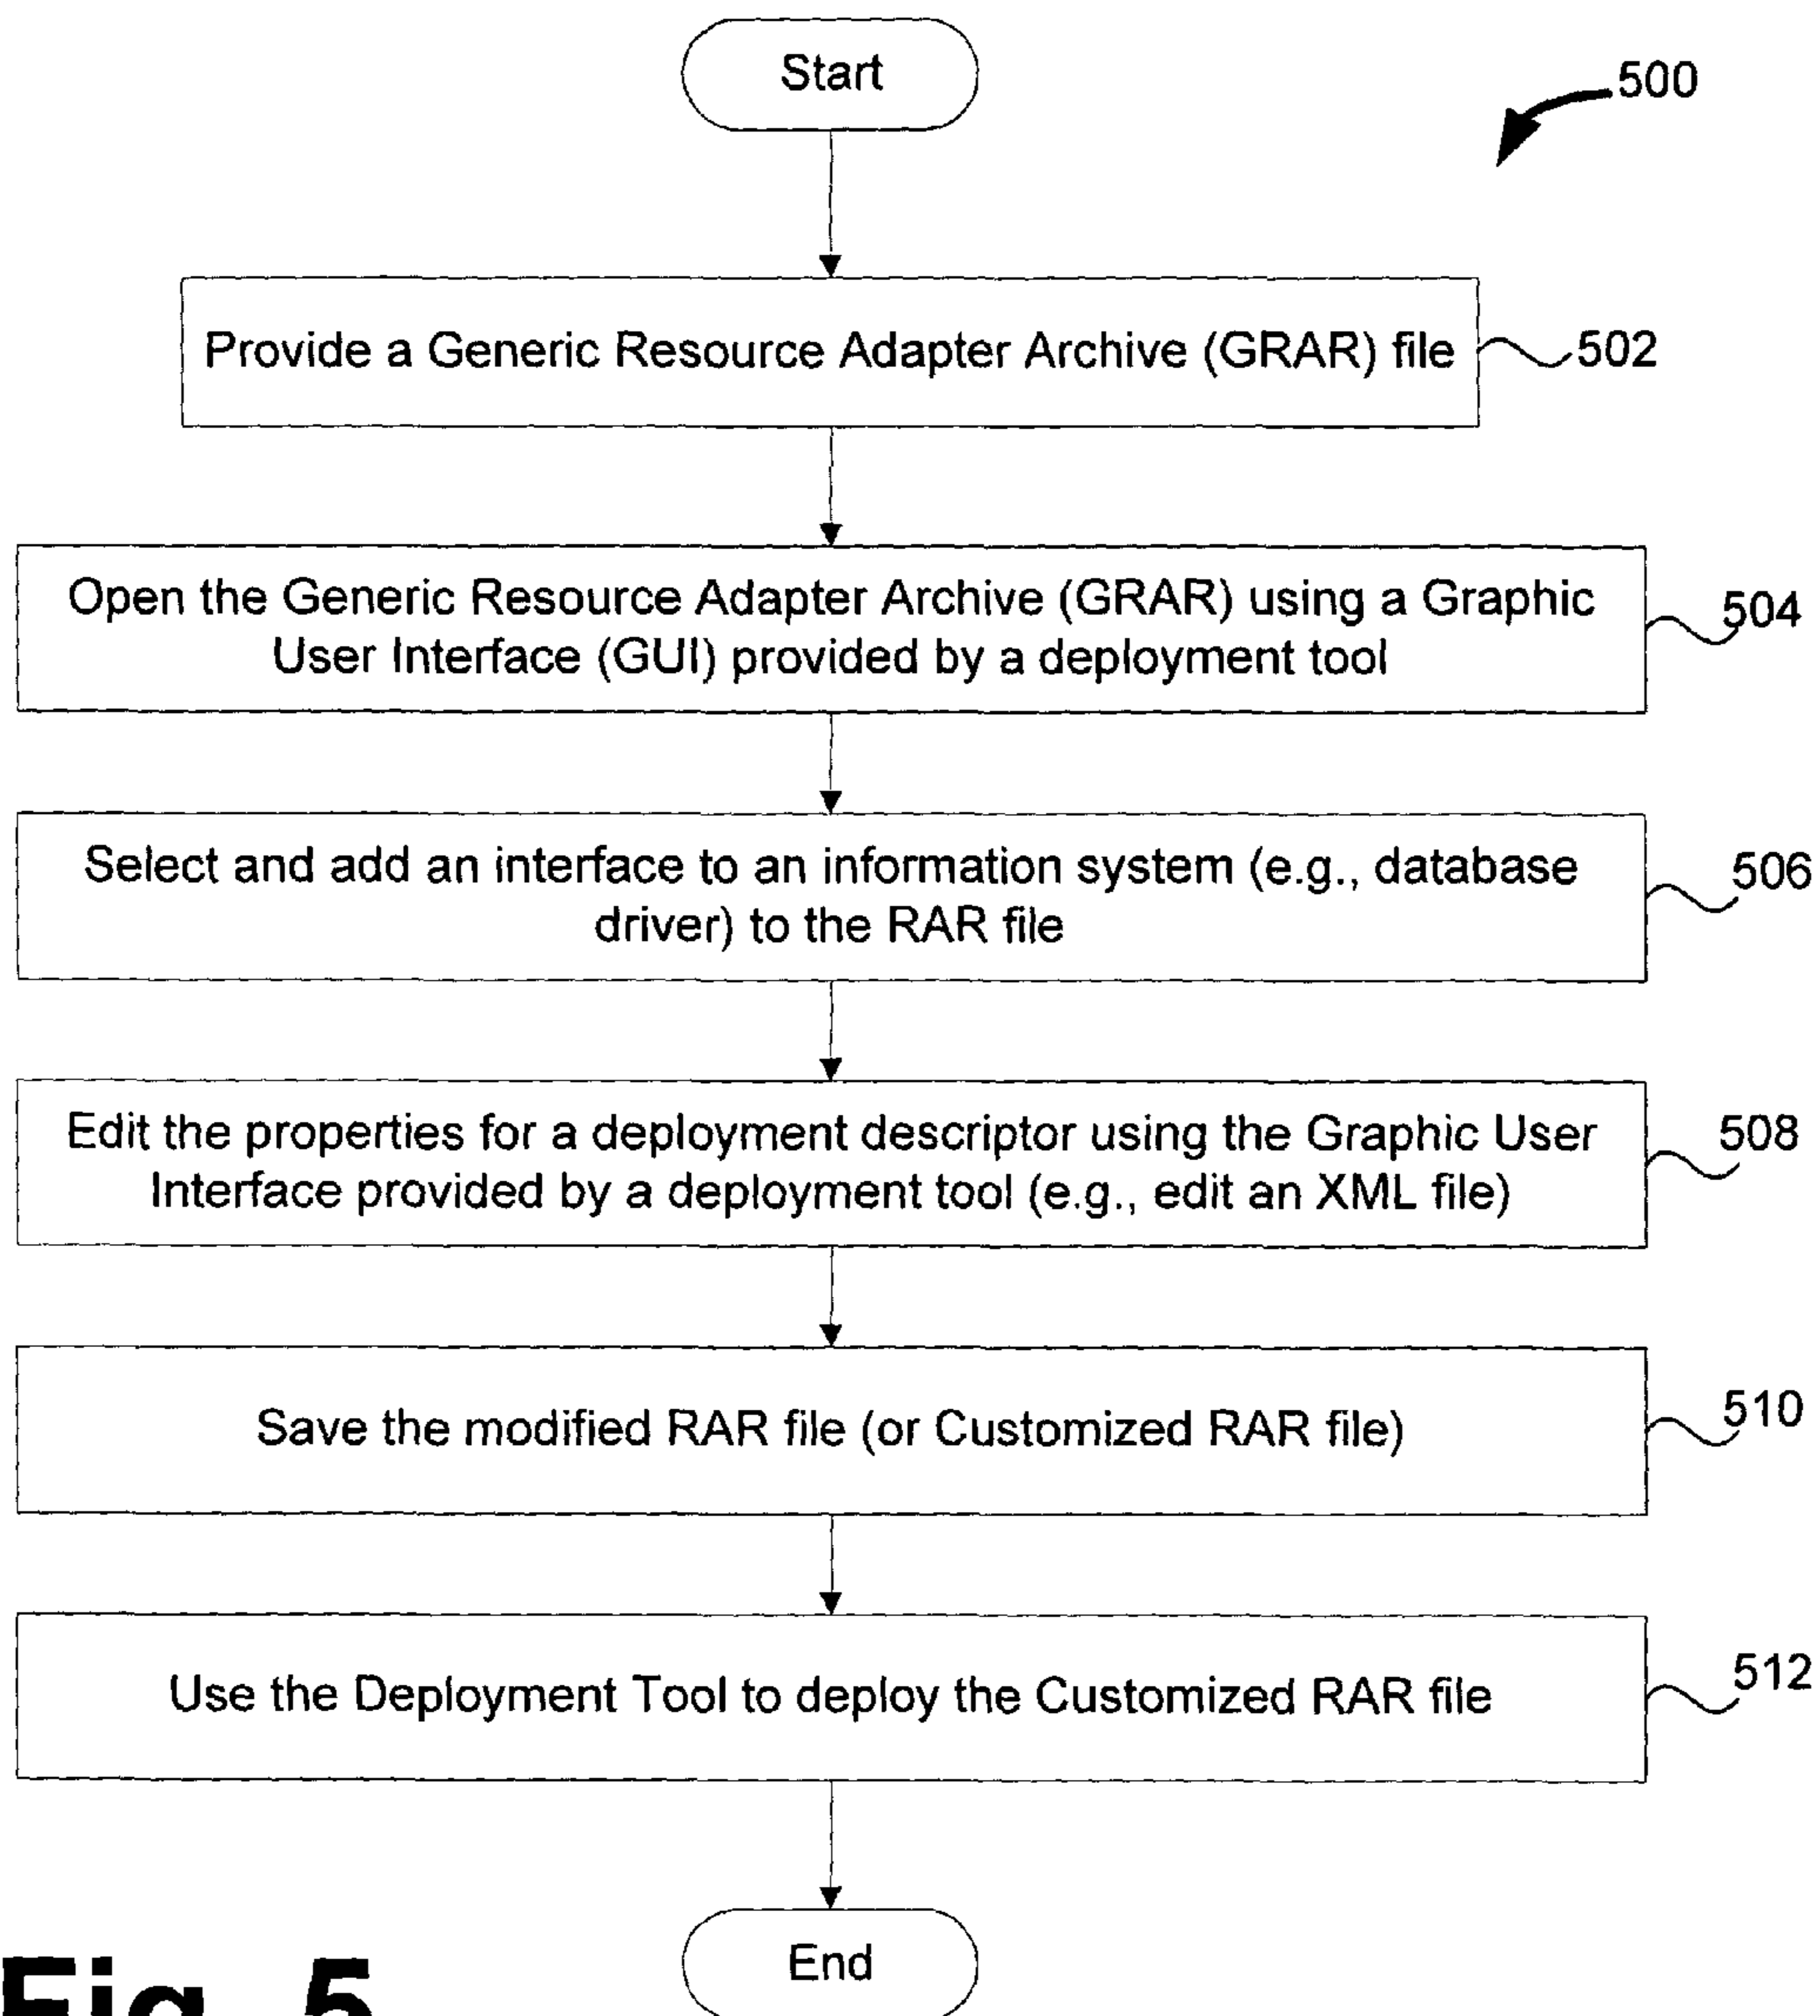 Start
500
Provide a Generic Resource Adapter Archive (GRAR) file
502
Open the Generic Resource Adapter Archive (GRAR) using a Graphic
User Interface (GUI) provided by a deployment tool
504
Select and add an interface to an information system (e.g., database
driver) to the RAR file
506
Edit the properties for a deployment descriptor using the Graphic User
Interface provided by a deployment tool (e.g., edit an XML file)
508
Save the modified RAR file (or Customized RAR file)
510
Use the Deployment Tool to deploy the Customized RAR file
512
End
Fig. 5